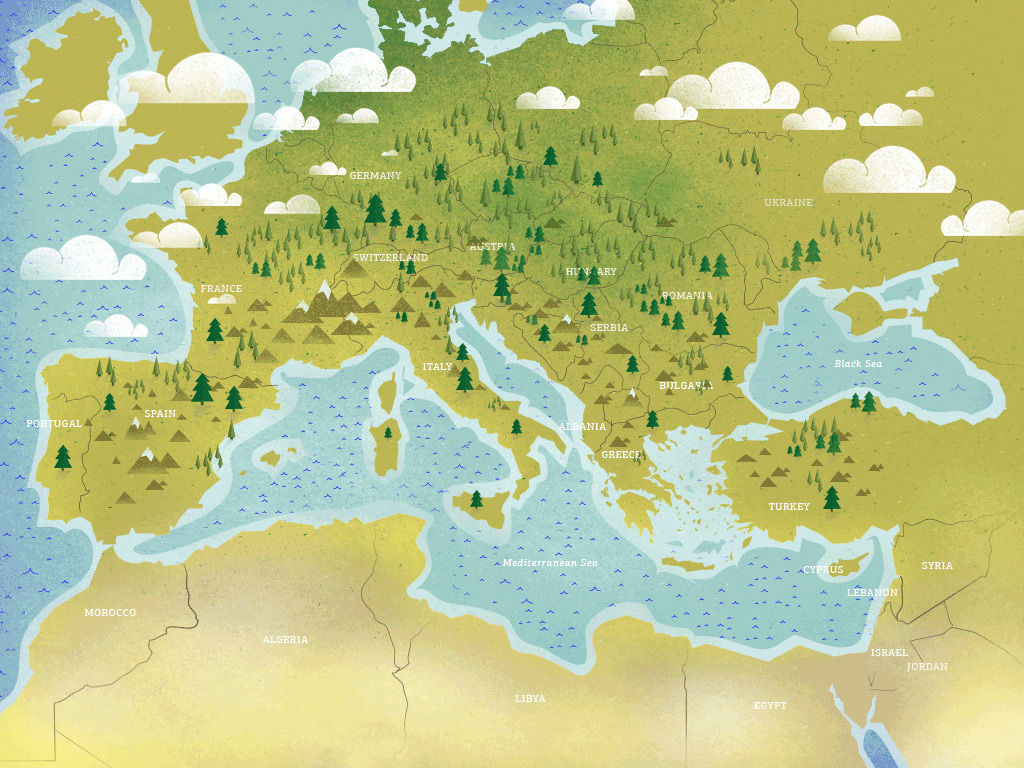 GERMANY
UKRAINE
AUSTRIA
SWITZERLAND
HUNGARY
FRANCE
ROMANIA
SERBIA
Black Sea
ITALY
BULGARIA
SPAIN
PORTUGAL
ALBANIA
GREECE
TURKEY
Mediterranean Sea
CYPRUS
SYRIA
LEBANON
MOROCCO
ALGERIA
ISRAEL
JORDAN
LIBYA
EGYPT